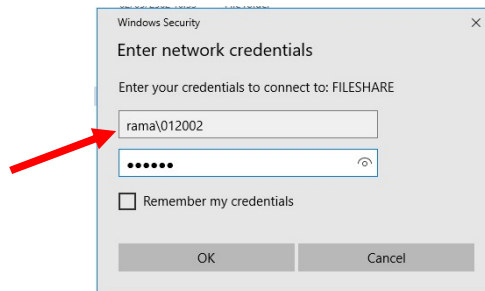 Windows Security
Enter network credentials
Enter your credentials to connect to: FILESHARE
rama\012002
••••••
Remember my credentials
OK Cancel